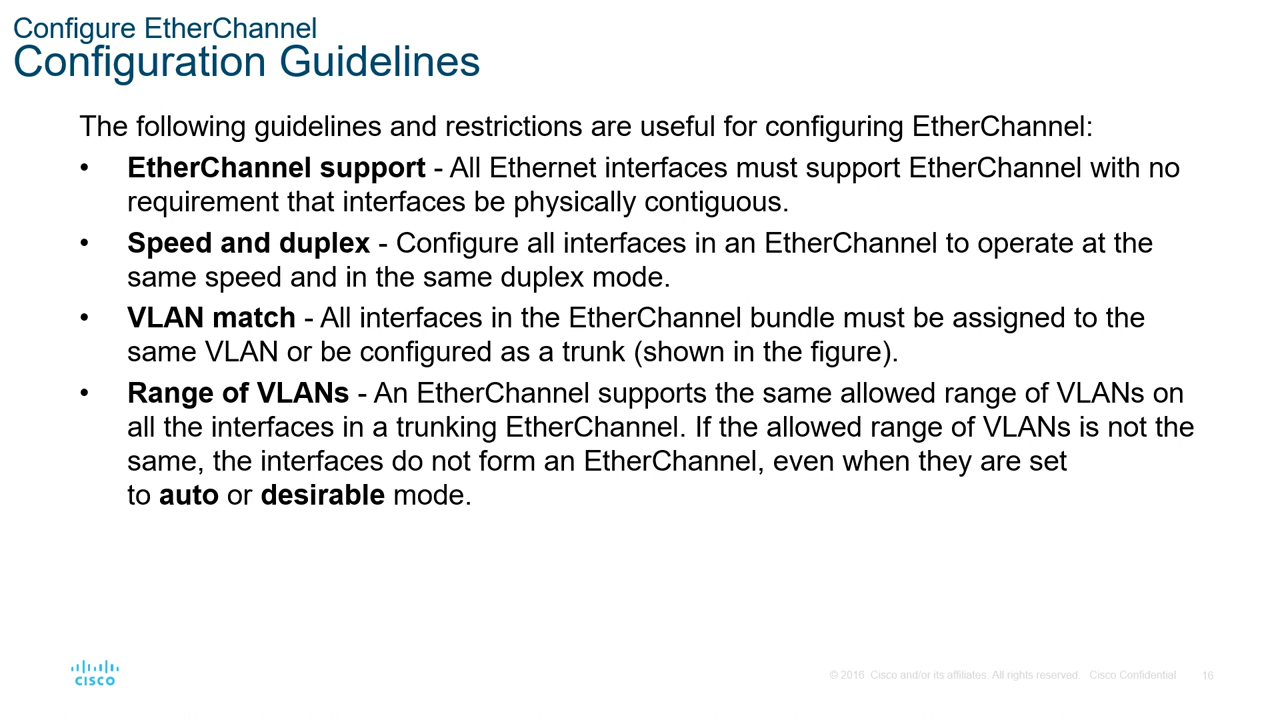 Configure EtherChannel
Configuration Guidelines
The following guidelines and restrictions are useful for configuring EtherChannel:
• EtherChannel support - All Ethernet interfaces must support EtherChannel with no
requirement that interfaces be physically contiguous.
• Speed and duplex - Configure all interfaces in an EtherChannel to operate at the
same speed and in the same duplex mode.
• VLAN match - All interfaces in the EtherChannel bundle must be assigned to the
same VLAN or be configured as a trunk (shown in the figure).
• Range of VLANs - An EtherChannel supports the same allowed range of VLANs on
all the interfaces in a trunking EtherChannel. If the allowed range of VLANs is not the
same, the interfaces do not form an EtherChannel, even when they are set
to auto or desirable mode.
CISCO
© 2016 Cisco and/or its affiliates. All rights reserved. Cisco Confidential 16